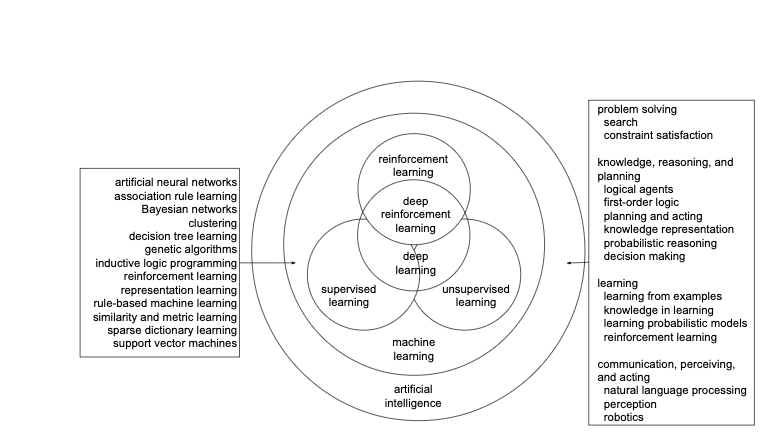 artificial neural networks
association rule learning
Bayesian networks
clustering
decision tree learning
genetic algorithms
inductive logic programming
reinforcement learning
representation learning
rule-based machine learning
similarity and metric learning
sparse dictionary learning
support vector machines
reinforcement
learning
deep
reinforcement
learning
deep
learning
supervised
learning
unsupervised
learning
machine
learning
artificial
intelligence
problem solving
search
constraint satisfaction
knowledge, reasoning, and
planning
logical agents
first-order logic
planning and acting
knowledge representation
probabilistic reasoning
decision making
learning
learning from examples
knowledge in learning
learning probabilistic models
reinforcement learning
communication, perceiving,
and acting
natural language processing
perception
robotics